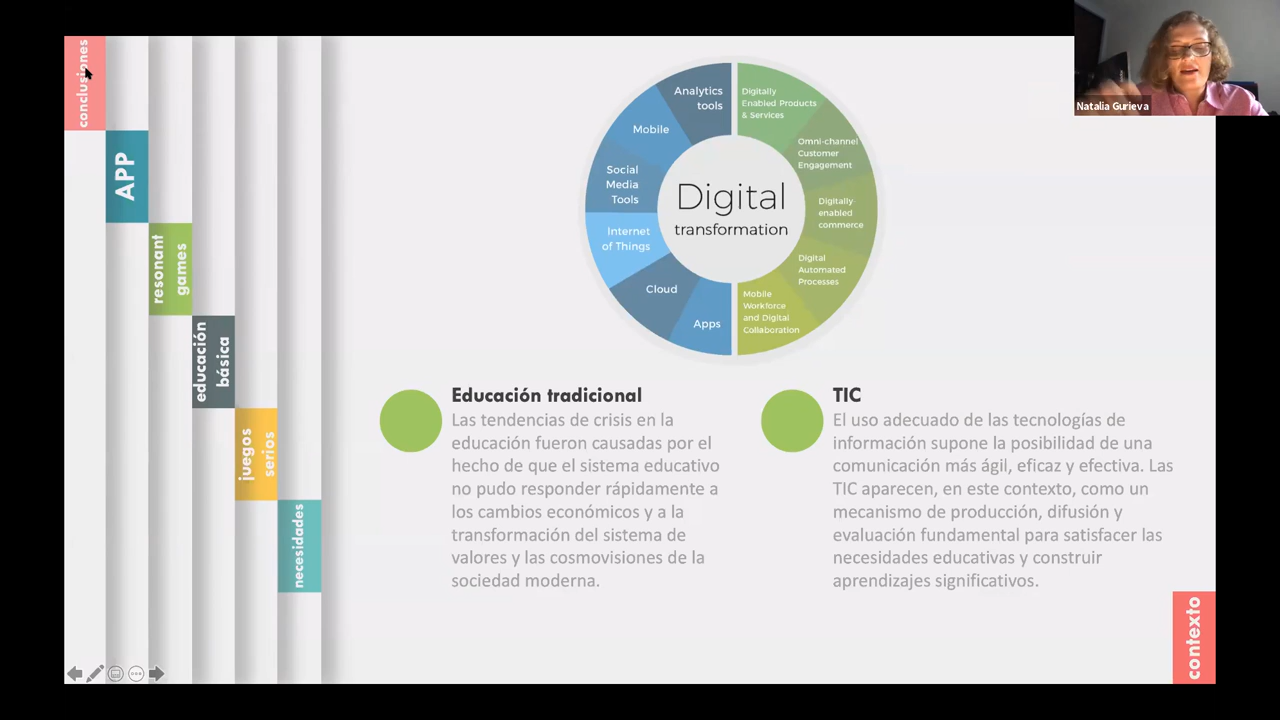 conclusiones
APP
resonant
games
educación
básica
juegos
serios
necesidades
Analytics
tools
Mobile
Social
Media
Tools
Internet
of Things
Cloud
Apps
Digital
transformation
Digitally
Enabled Products
& Services
Omni-channel
Customer
Engagement
Digitally-
enabled
commerce
Digital
Automated
Processes
Mobile
Workforce
and Digital
Collaboration
Natalia Gurieva
Educación tradicional
Las tendencias de crisis en la
educación fueron causadas por el
hecho de que el sistema educativo
no pudo responder rápidamente a
los cambios económicos y a la
transformación del sistema de
valores y las cosmovisiones de la
sociedad moderna.
TIC
El uso adecuado de las tecnologías de
información supone la posibilidad de una
comunicación más ágil, eficaz y efectiva. Las
TIC aparecen, en este contexto, como un
mecanismo de producción, difusión y
evaluación fundamental para satisfacer las
necesidades educativas y construir
aprendizajes significativos.
contexto